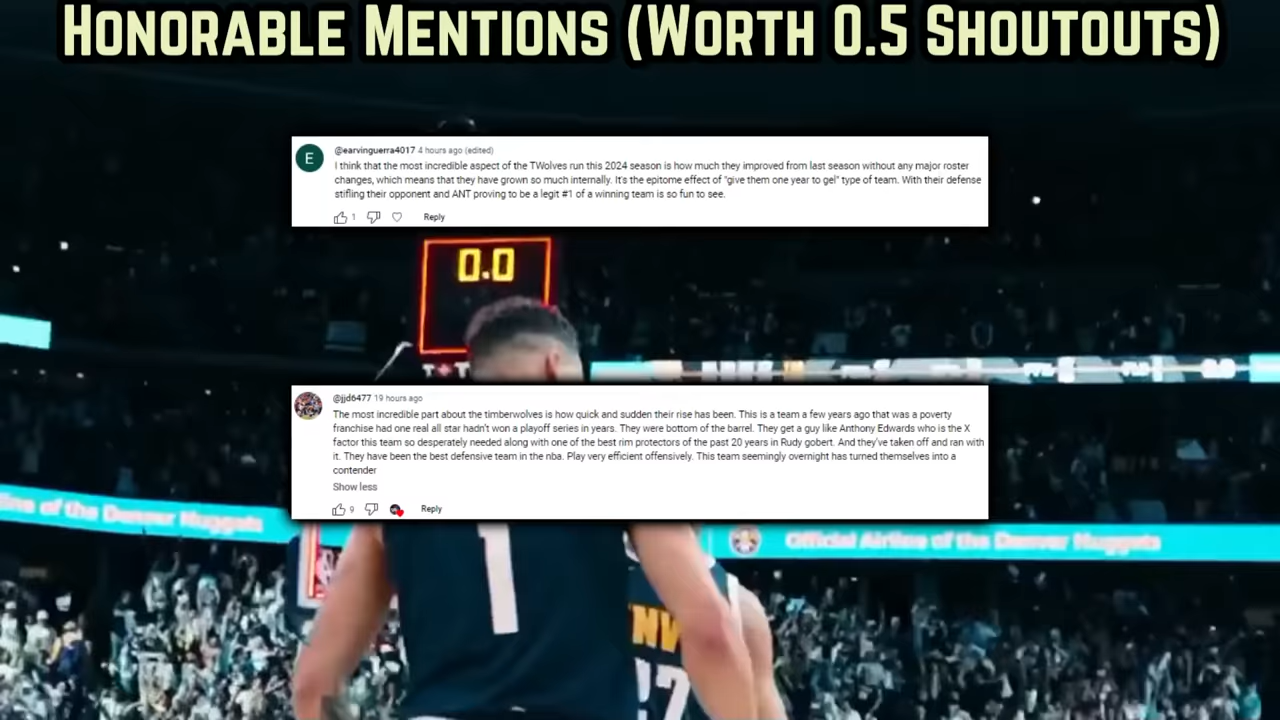 Honorable Mentions (Worth 0.5 Shoutouts)
E
@earvinguerra4017 4 hours ago (edited)
I think that the most incredible aspect of the TWolves run this 2024 season is how much they improved from last season without any major roster
changes, which means that they have grown so much internally. It's the epitome effect of "give them one year to gel" type of team. With their defense
stifling their opponent and ANT proving to be a legit #1 of a winning team is so fun to see.
1
Reply
0.0
@jjd6477 19 hours ago
The most incredible part about the timberwolves is how quick and sudden their rise has been. This is a team a few years ago that was a poverty
franchise had one real all star hadn't won a playoff series in years. They were bottom of the barrel. They get a guy like Anthony Edwards who is the X
factor this team so desperately needed along with one of the best rim protectors of the past 20 years in Rudy gobert. And they've taken off and ran with
it. They have been the best defensive team in the nba. Play very efficient offensively. This team seemingly overnight has turned themselves into a
contender
Show less
9
Reply
line of the Denver Nuggets
Official Airline of the Denver Nuggets
1
NV
27